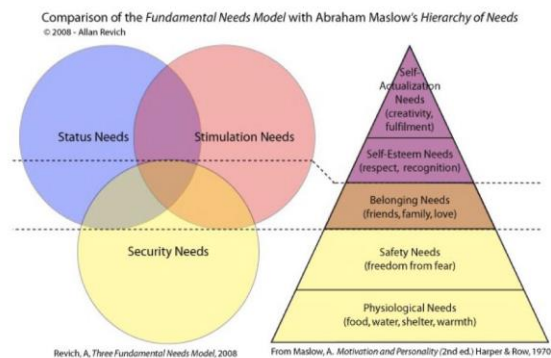 Comparison of the Fundamental Needs Model with Abraham Maslow's Hierarchy of Needs
© 2008 - Allan Revich
Status Needs
Stimulation Needs
Security Needs
Self-
Actualization
Needs
(creativity,
fulfilment)
Self-Esteem Needs
(respect, recognition)
Belonging Needs
(friends, family, love)
Safety Needs
(freedom from fear)
Physiological Needs
(food, water, shelter, warmth)
Revich, A, Three Fundamental Needs Model, 2008
From Maslow, A. Motivation and Personality (2nd ed.) Harper & Row, 1970